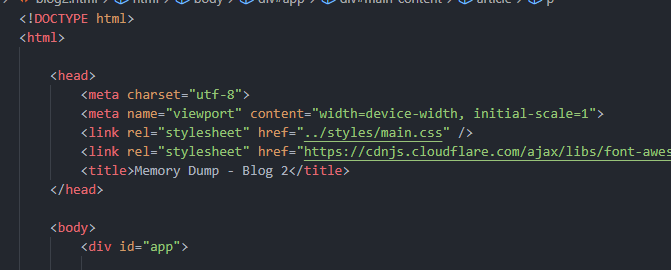 blog2.html > html > body > div#app > div#main-content > article > p
<!DOCTYPE html>
<html>
<head>
<meta charset="utf-8">
<meta name="viewport" content="width=device-width, initial-scale=1">
<link rel="stylesheet" href="../styles/main.css" />
<link rel="stylesheet" href="https://cdnjs.cloudflare.com/ajax/libs/font-awes
<title>Memory Dump - Blog 2</title>
</head>
<body>
<div id="app">